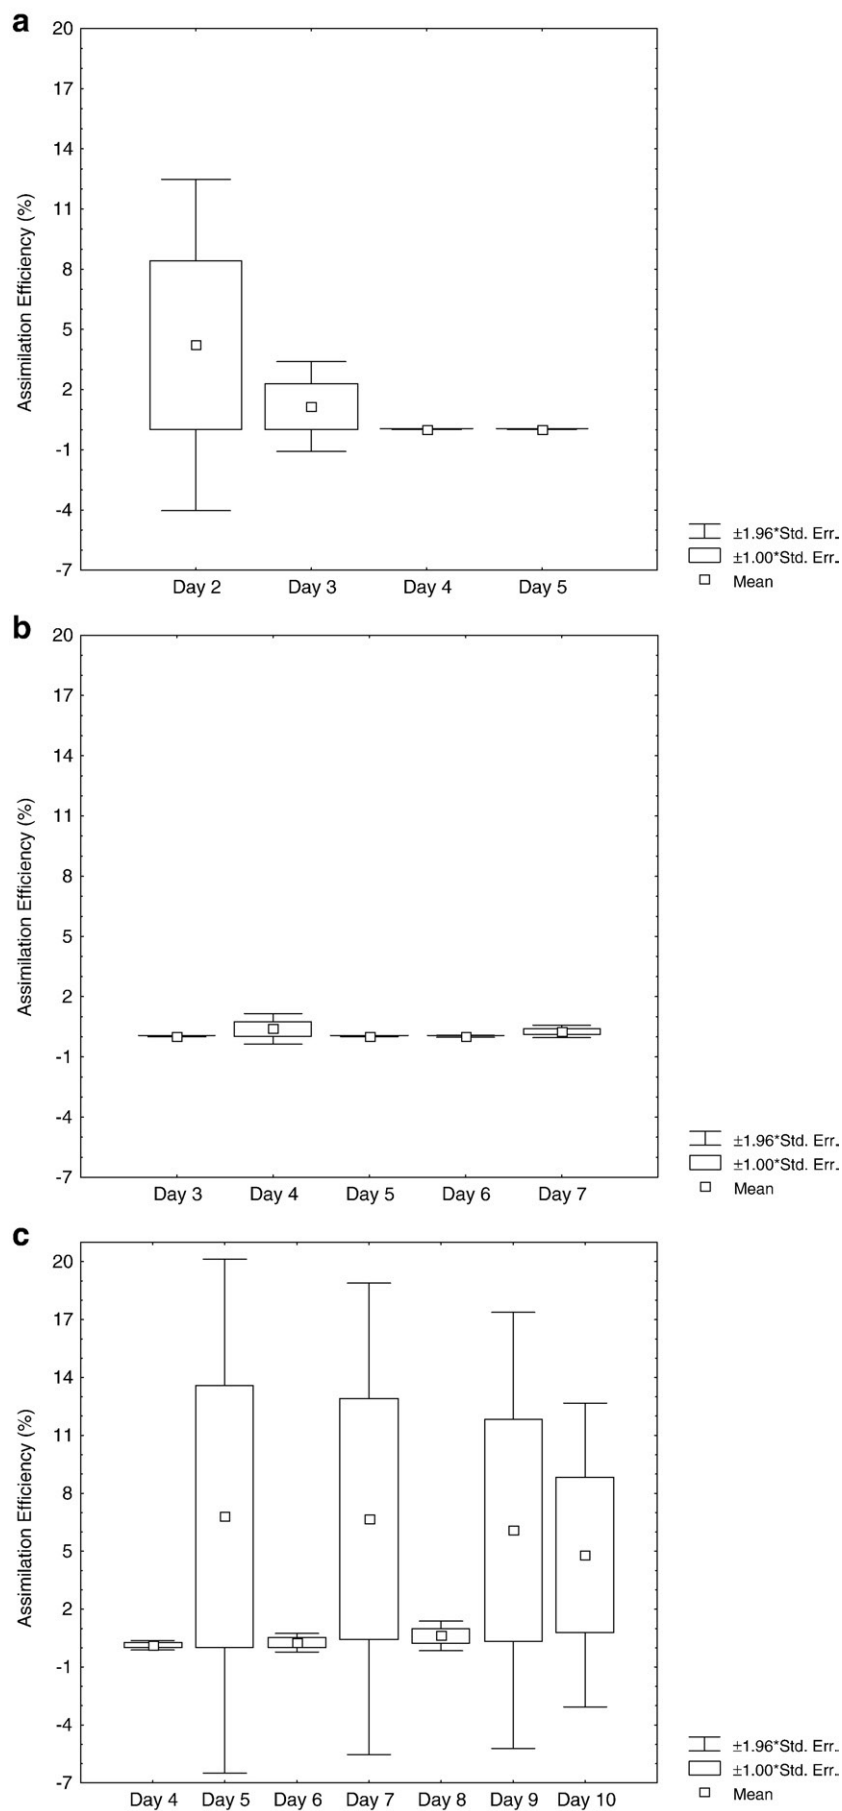 a
Assimilation Efficiency (%)
20
17
14
11
8
5
2
-1
-4
-7
Day 2 Day 3 Day 4 Day 5
±1.96*Std. Err.
±1.00*Std. Err.
Mean
b
Assimilation Efficiency (%)
20
17
14
11
8
5
2
-1
-4
-7
Day 3 Day 4 Day 5 Day 6 Day 7
±1.96*Std. Err.
±1.00*Std. Err.
Mean
c
Assimilation Efficiency (%)
20
17
14
11
8
5
2
-1
-4
-7
Day 4 Day 5 Day 6 Day 7 Day 8 Day 9 Day 10
±1.96*Std. Err.
±1.00*Std. Err.
Mean